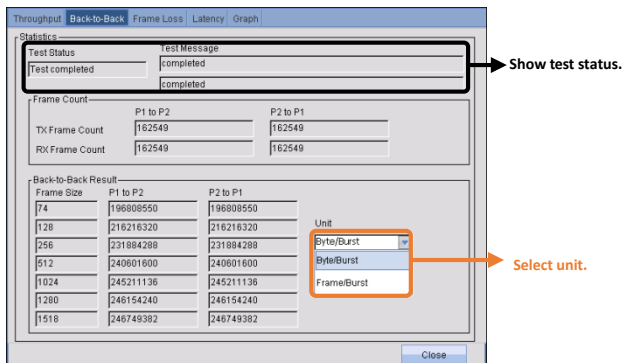 Throughput Back-to-Back Frame Loss Latency Graph
Statistics
Test Status Test Message
Test completed completed
completed
Show test status.
Frame Count
P1 to P2 P2 to P1
TX Frame Count 162549 162549
RX Frame Count 162549 162549
Back-to-Back Result
Frame Size P1 to P2 P2 to P1
74 196808550 196808550
128 216216320 216216320
256 231884288 231884288
512 240601600 240601600
1024 245211136 245211136
1280 246154240 246154240
1518 246749382 246749382
Unit
Byte/Burst
Byte/Burst
Frame/Burst
Select unit.
Close